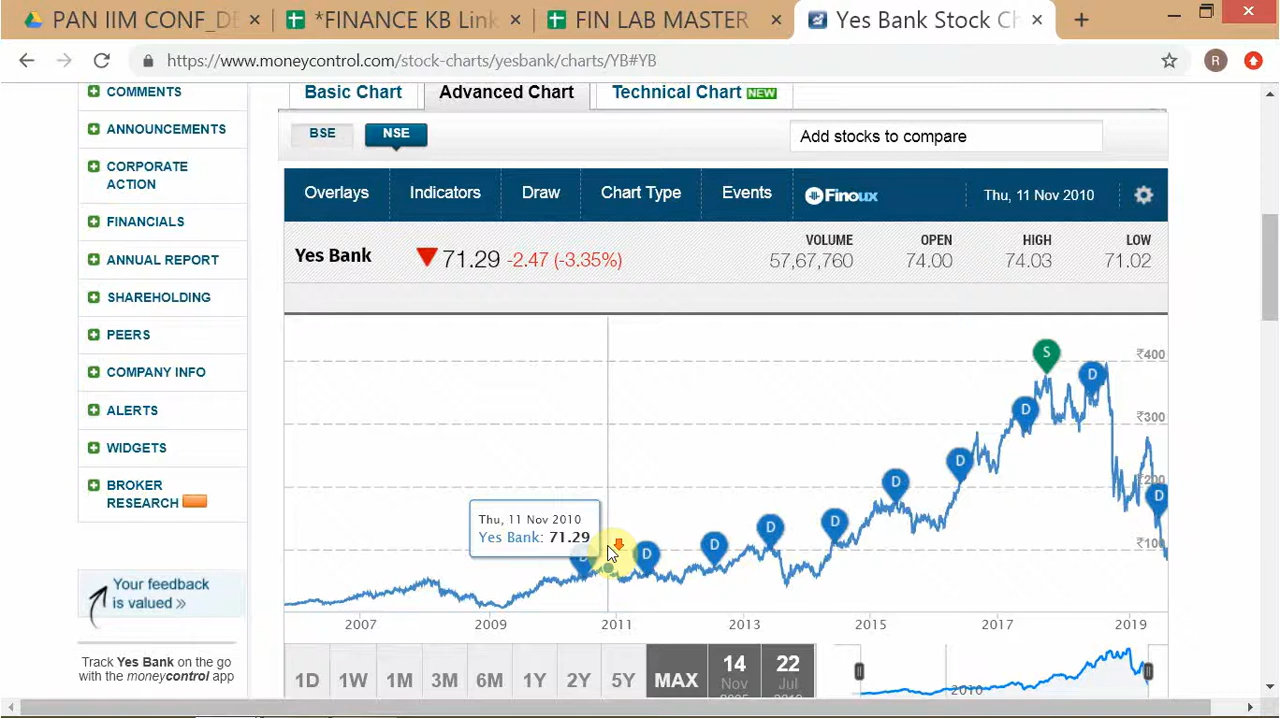 PAN IIM CONF_DE
*FINANCE KB Link
FIN LAB MASTER
Yes Bank Stock Ch
https://www.moneycontrol.com/stock-charts/yesbank/charts/YB#YB
R
COMMENTS
ANNOUNCEMENTS
CORPORATE
ACTION
FINANCIALS
ANNUAL REPORT
SHAREHOLDING
PEERS
COMPANY INFO
ALERTS
WIDGETS
BROKER
RESEARCH
Your feedback
is valued »
Track Yes Bank on the go
with the moneycontrol app
Basic Chart
Advanced Chart
Technical Chart NEW
BSE
NSE
Add stocks to compare
Overlays
Indicators
Draw
Chart Type
Events
Finoux
Thu, 11 Nov 2010
Yes Bank
71.29 -2.47 (-3.35%)
VOLUME
57,67,760
OPEN
74.00
HIGH
74.03
LOW
71.02
₹400
₹300
₹200
₹100
S
D
D
D
D
D
D
D
D
D
D
Thu, 11 Nov 2010
Yes Bank: 71.29
2007
2009
2011
2013
2015
2017
2019
1D
1W
1M
3M
6M
1Y
2Y
5Y
MAX
14
Nov
22
Jul
2010